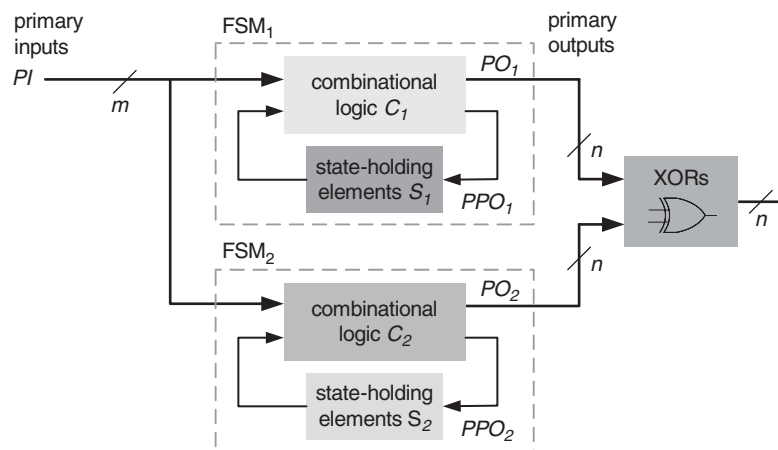 primary
inputs
PI
m
FSM1
combinational
logic C1
PO1
state-holding
elements S1
PPO1
primary
outputs
n
XORs
n
FSM2
combinational
logic C2
PO2
n
state-holding
elements S2
PPO2